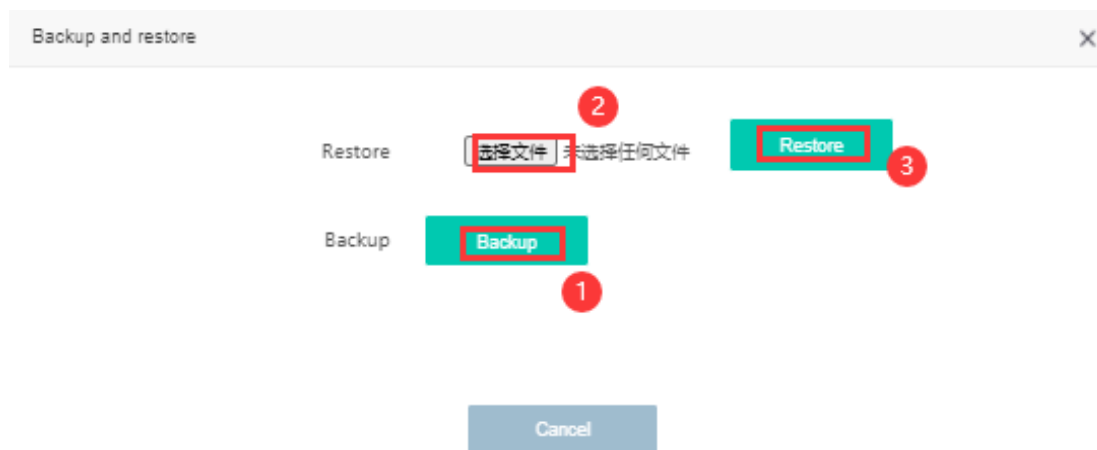 Backup and restore
2
Restore 选择文件 未选择任何文件 Restore
3
Backup Backup
1
Cancel